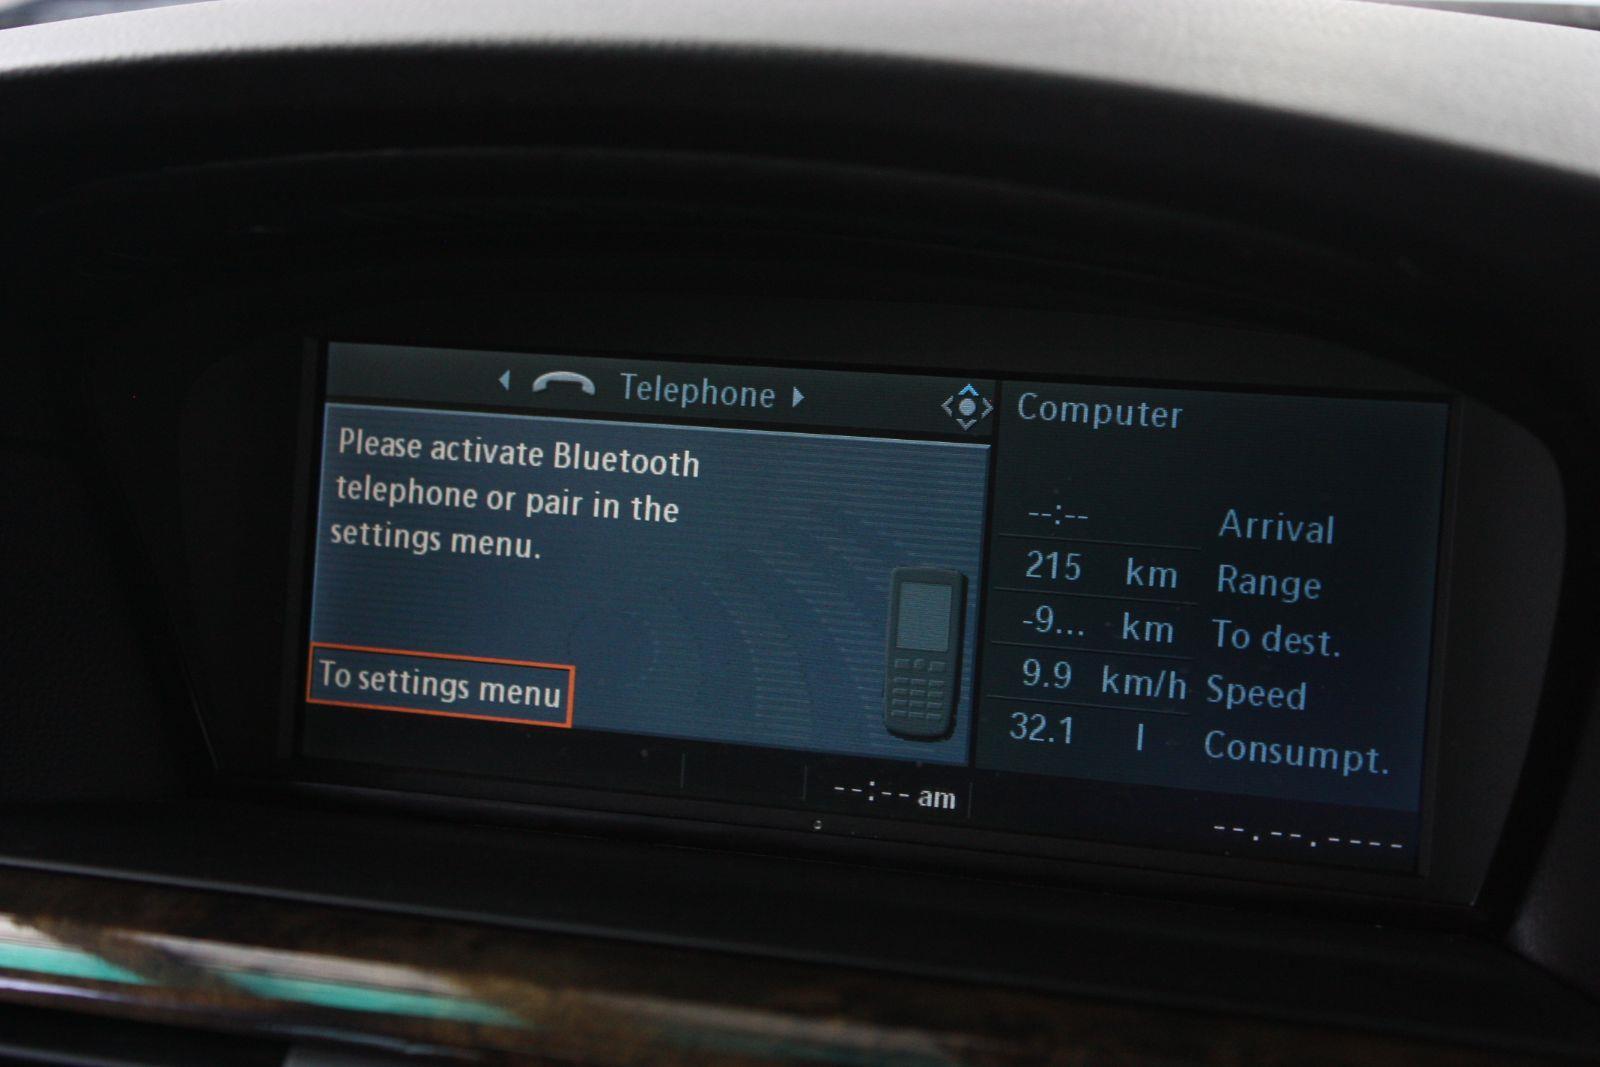 Telephone
Please activate Bluetooth
telephone or pair in the
settings menu.
To settings menu
--:-- am
Computer
--:-- Arrival
215 km Range
-9... km To dest.
9.9 km/h Speed
32.1 l Consumpt.
--.--.----